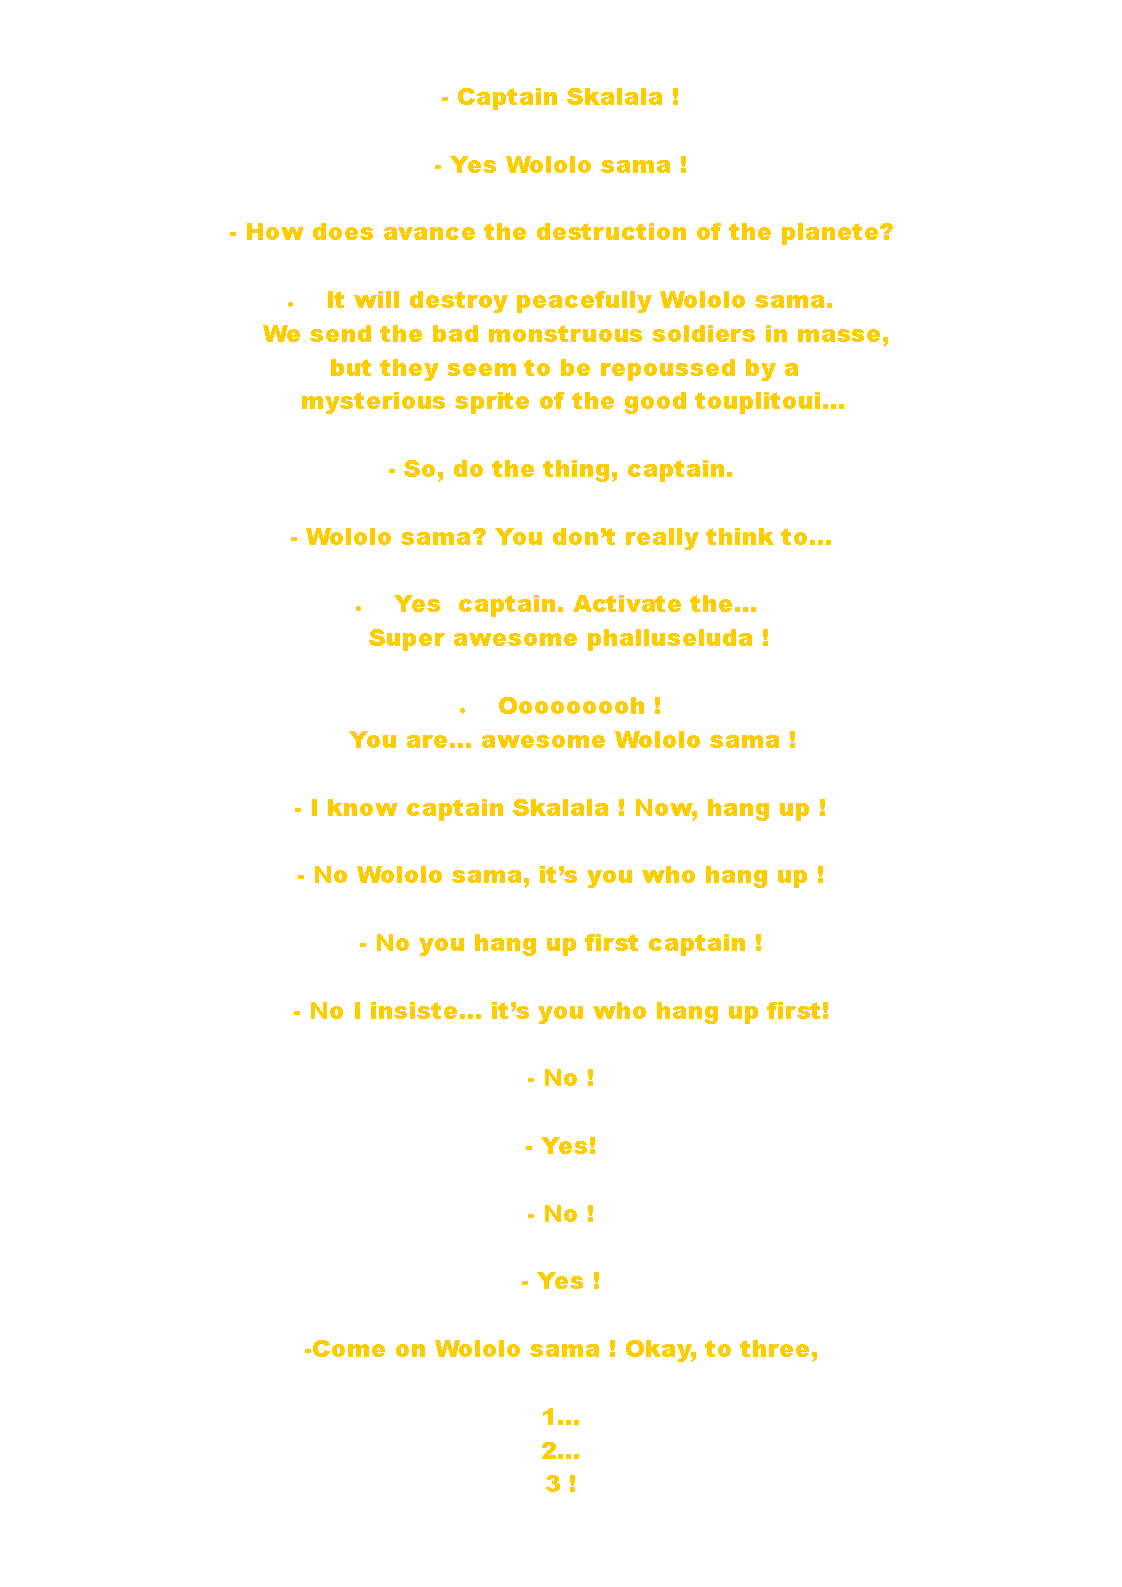 - Captain Skalala !
- Yes Wololo sama !
- How does avance the destruction of the planete?
• It will destroy peacefully Wololo sama.
We send the bad monstruous soldiers in masse,
but they seem to be repoussed by a
mysterious sprite of the good touplitoui...
- So, do the thing, captain.
- Wololo sama? You don’t really think to...
• Yes  captain. Activate the...
Super awesome phalluseluda !
• Ooooooooh !
You are... awesome Wololo sama !
- I know captain Skalala ! Now, hang up !
- No Wololo sama, it’s you who hang up !
- No you hang up first captain !
- No I insiste... it’s you who hang up first!
- No !
- Yes!
- No !
- Yes !
-Come on Wololo sama ! Okay, to three,
1...
2...
3 !